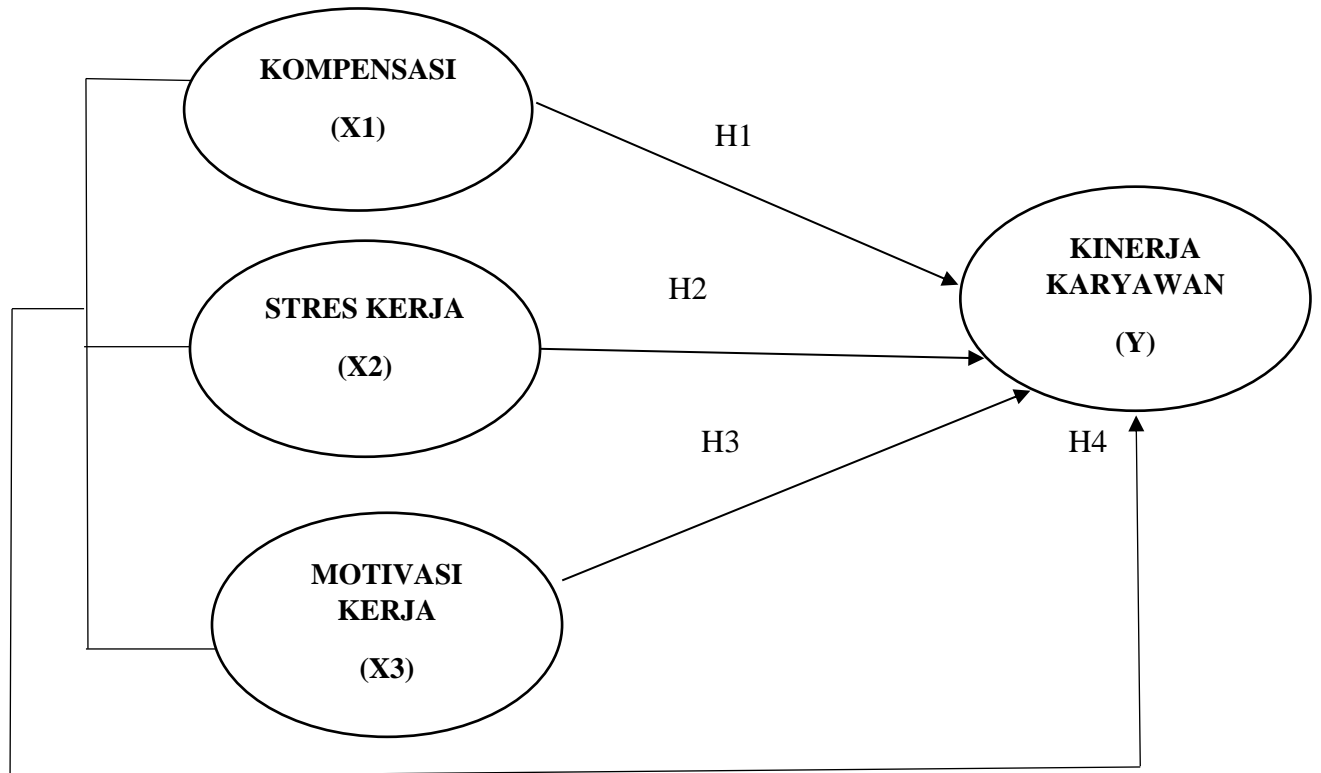 KOMPENSASI
(X1)
H1
KINERJA
KARYAWAN
(Y)
STRES KERJA
(X2)
H2
H3
H4
MOTIVASI
KERJA
(X3)